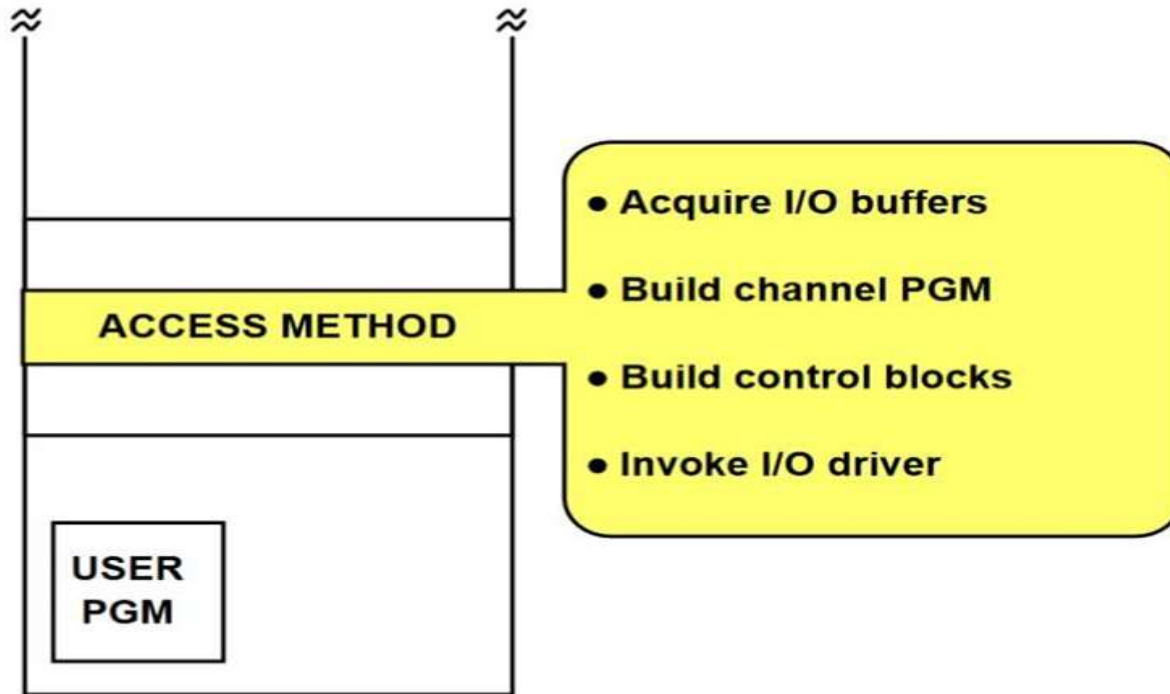 ACCESS METHOD
• Acquire I/O buffers
• Build channel PGM
• Build control blocks
• Invoke I/O driver
USER
PGM